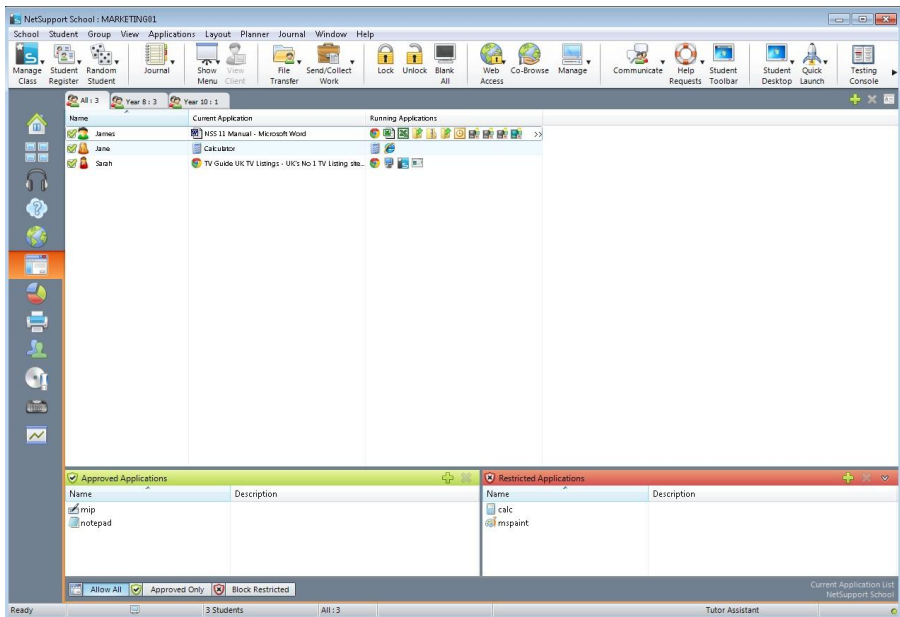 NetSupport School : MARKETING01
School Student Group View Applications Layout Planner Journal Window Help
Manage Class
Student Register
Random Student
Journal
Show Menu
View Client
File Transfer
Send/Collect Work
Lock
Unlock
Blank All
Web Access
Co-Browse
Manage
Communicate
Help Requests
Student Toolbar
Student Desktop
Quick Launch
Testing Console
All : 3
Year 8 : 3
Year 10 : 1
Name Current Application Running Applications
James NSS 11 Manual - Microsoft Word
Jane Calculator
Sarah TV Guide UK TV Listings - UK's No 1 TV Listing site...
Approved Applications
Name Description
mip
notepad
Restricted Applications
Name Description
calc
mspaint
Allow All Approved Only Block Restricted
Current Application List
NetSupport School
Ready 3 Students All : 3 Tutor Assistant